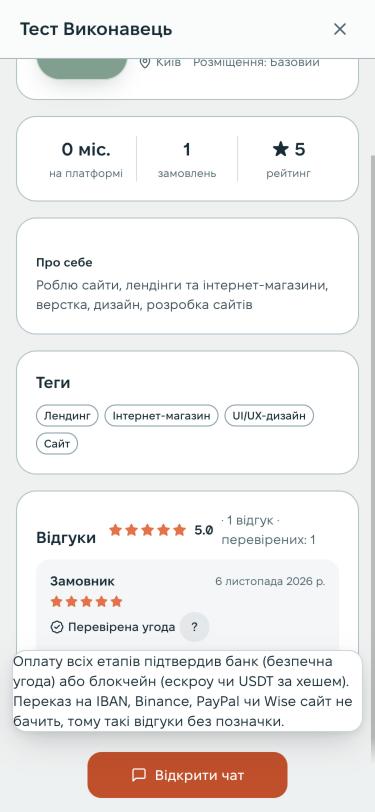 Тест Виконавець
Київ Розміщення: Базовий
0 міс.
на платформі
1
замовлень
5
рейтинг
Про себе
Роблю сайти, лендінги та інтернет-магазини,
верстка, дизайн, розробка сайтів
Теги
Лендинг
Інтернет-магазин
UI/UX-дизайн
Сайт
Відгуки 5.0 · 1 відгук ·
перевірених: 1
Замовник 6 листопада 2026 р.
Перевірена угода ?
Оплату всіх етапів підтвердив банк (безпечна
угода) або блокчейн (ескроу чи USDT за хешем).
Переказ на IBAN, Binance, PayPal чи Wise сайт не
бачить, тому такі відгуки без позначки.
Відкрити чат